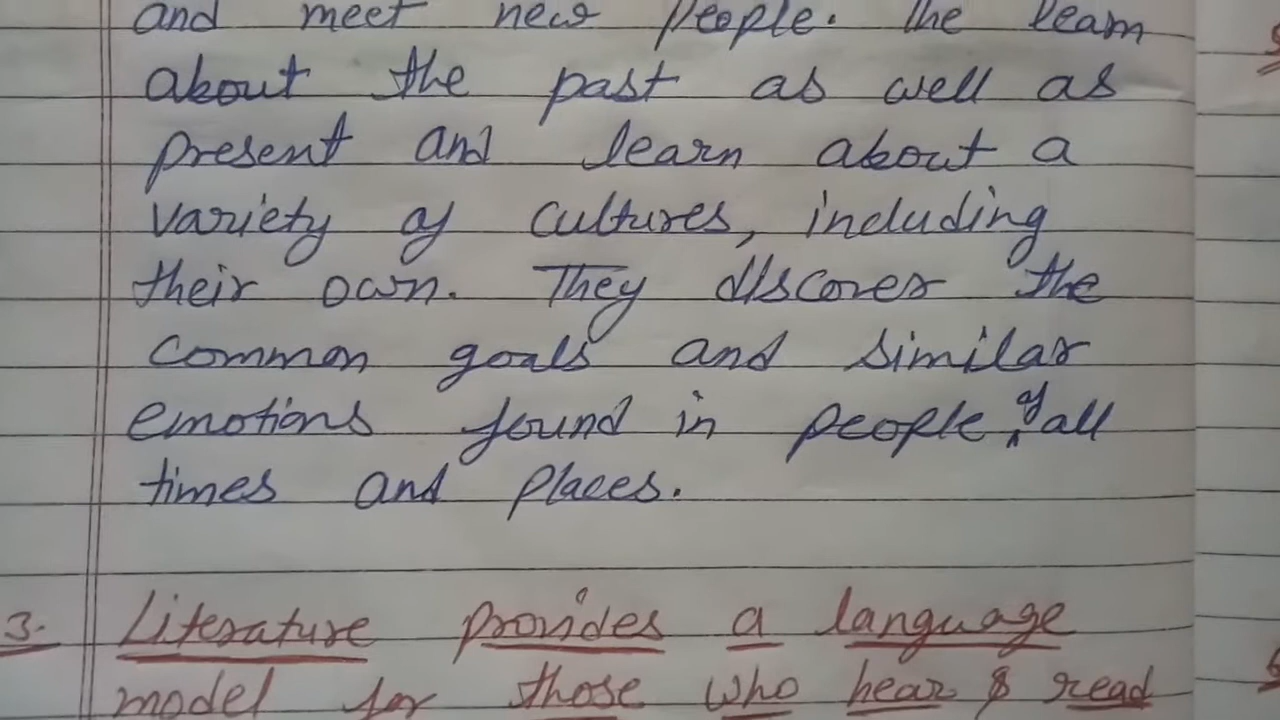 and meet new people. The learn
about the past as well as
present and learn about a
variety of cultures, including
their own. They discover the
common goals and similar
emotions found in people, of all
times and places.
3. Literature provides a language
model for those who hear & read